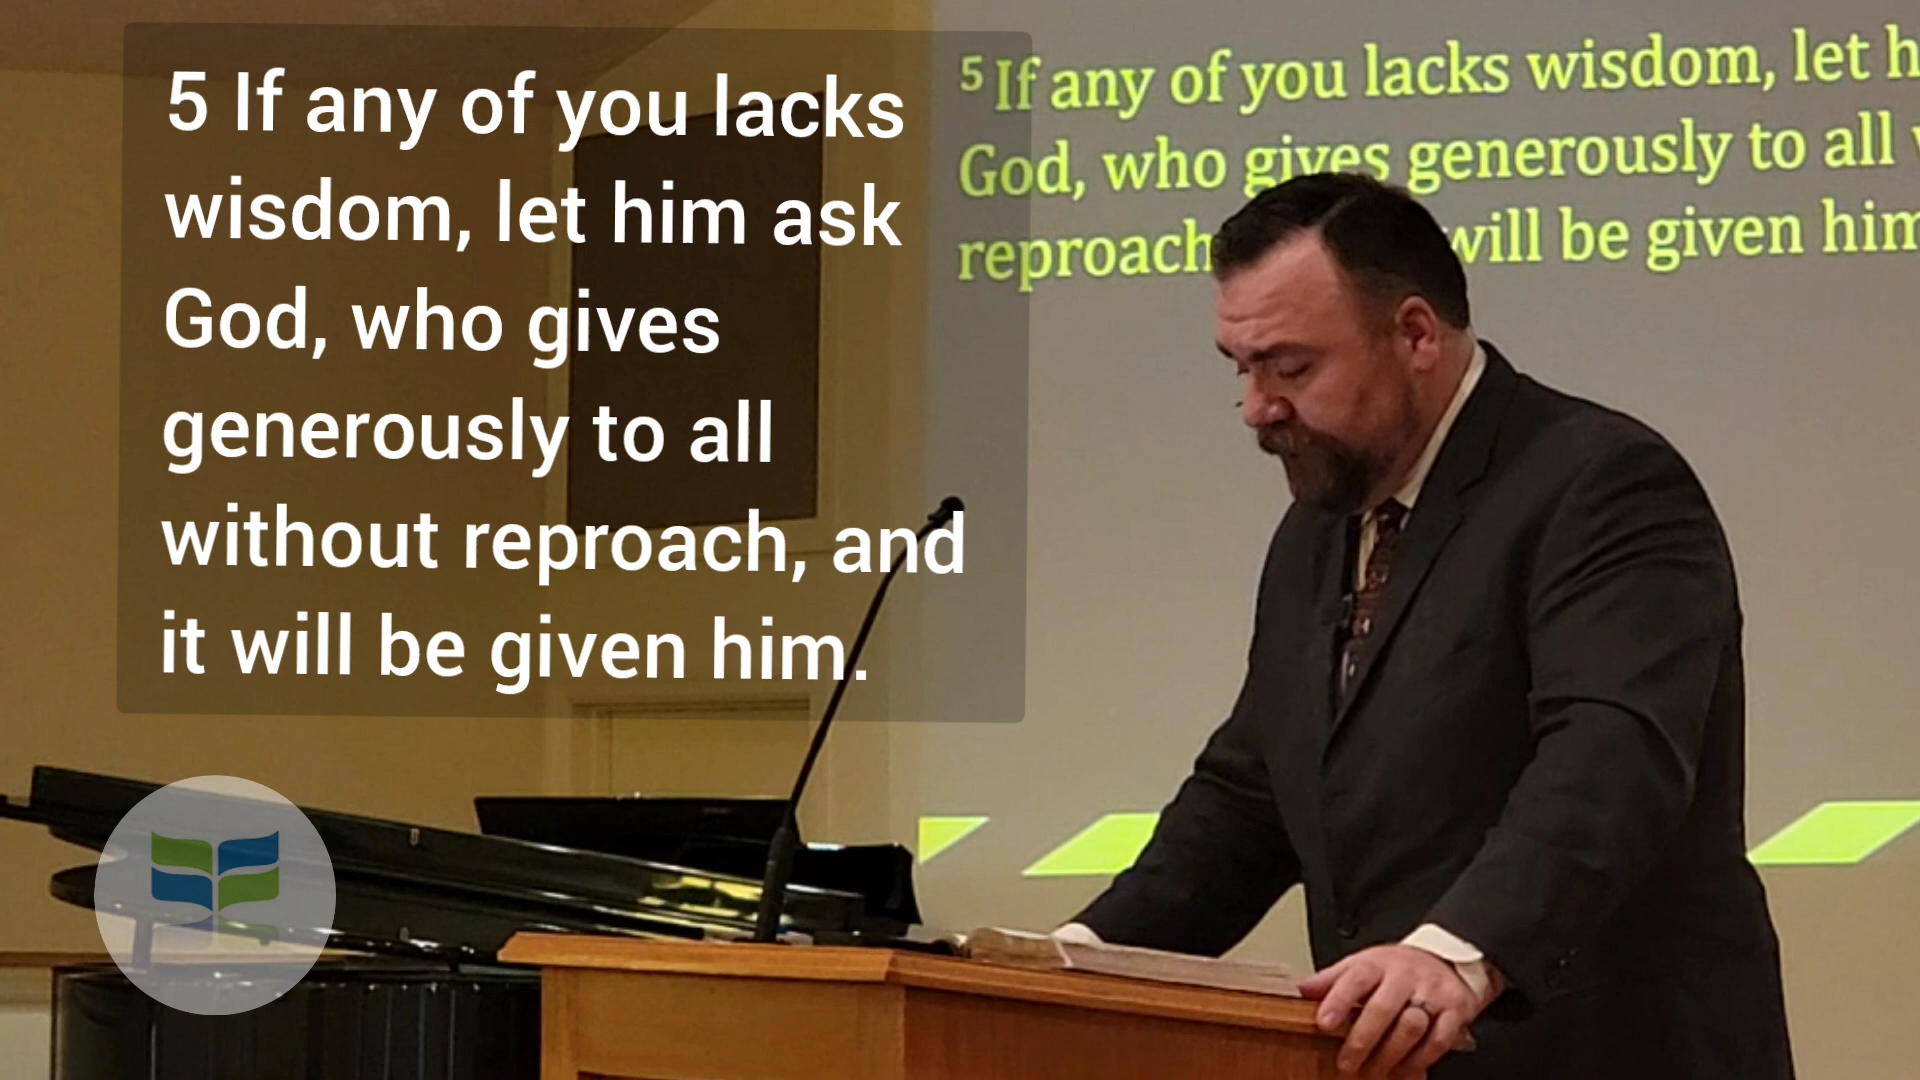 5 If any of you lacks
wisdom, let him ask
God, who gives
generously to all
without reproach, and
it will be given him.
5 If any of you lacks wisdom, let h
God, who gives generously to all
reproach will be given him